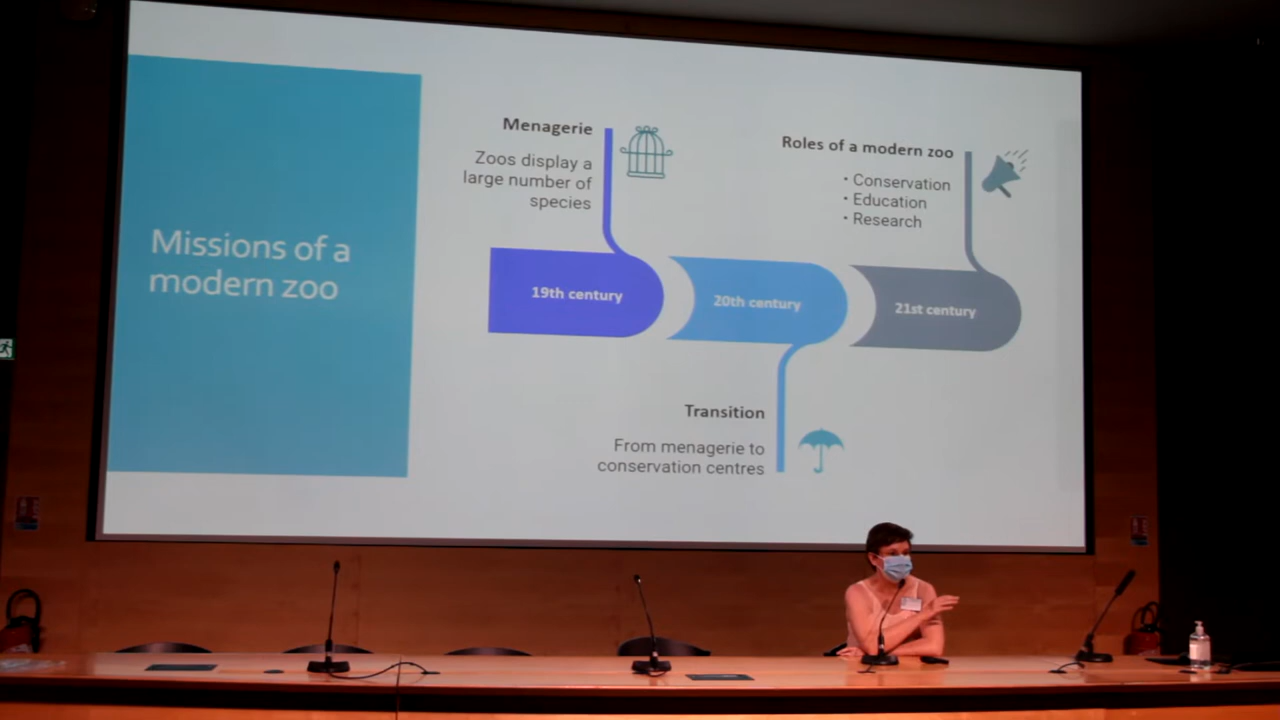 Missions of a
modern zoo
Menagerie
Zoos display a
large number of
species
19th century
20th century
Transition
From menagerie to
conservation centres
Roles of a modern zoo
· Conservation
· Education
· Research
21st century